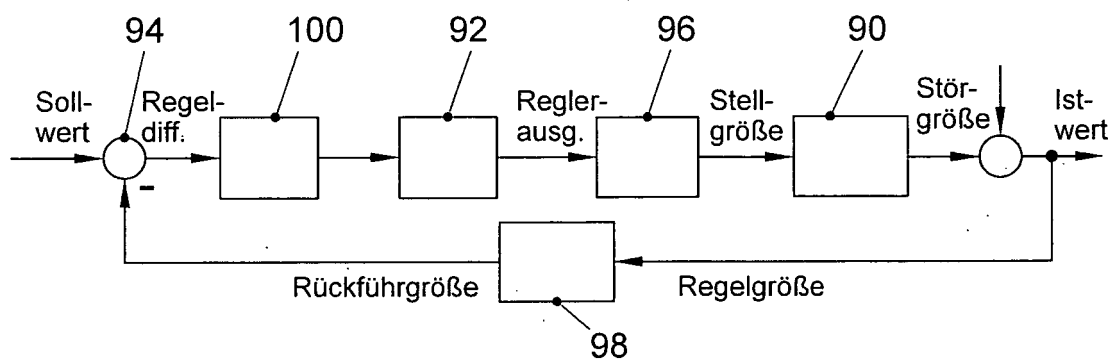 94
100
92
96
90
Soll-
wert
Regel-
diff.
Regler-
ausg.
Stell-
größe
Stör-
größe
Ist-
wert
-
Rückführgröße
Regelgröße
98